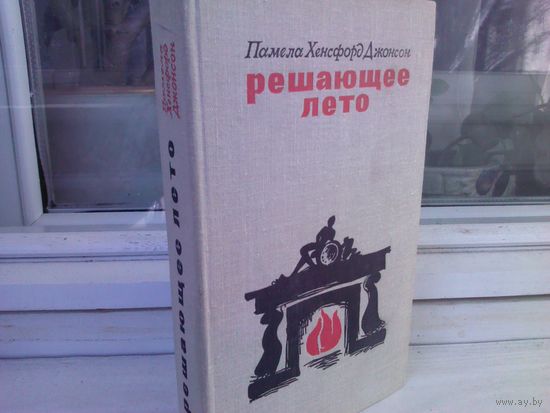 Памела Хенсфорд Джонсон
решающее
лето
Памела
Хенсфорд
Джонсон
решающее лето
www.ay.by